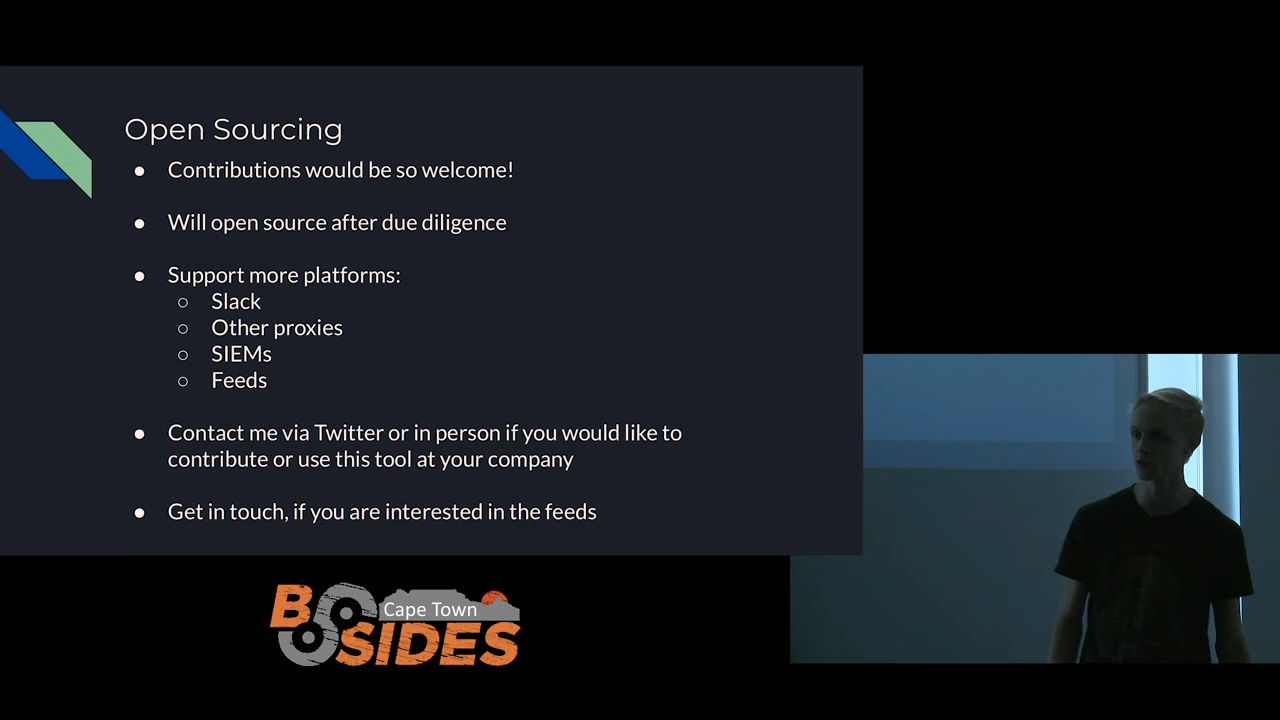 Open Sourcing
● Contributions would be so welcome!
● Will open source after due diligence
● Support more platforms:
○ Slack
○ Other proxies
○ SIEMs
○ Feeds
● Contact me via Twitter or in person if you would like to
contribute or use this tool at your company
● Get in touch, if you are interested in the feeds
B
Cape Town
SIDES